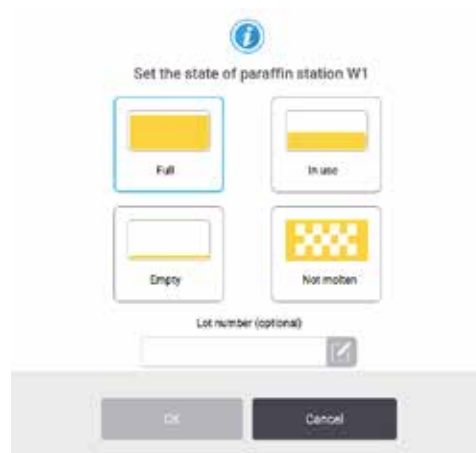 Set the state of paraffin station W1
Full
In use
Empty
Not molten
Lot number (optional)
OK
Cancel